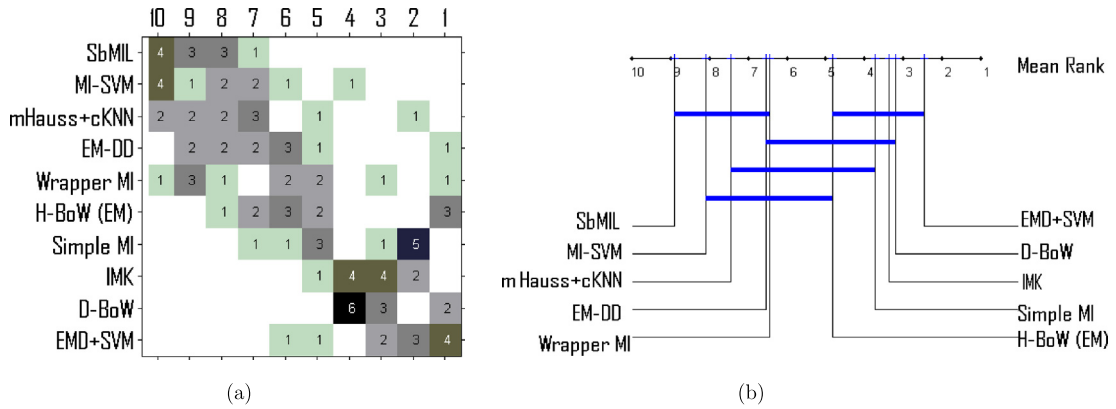 10 9 8 7 6 5 4 3 2 1
SbMIL 4 3 3 1
MI-SVM 4 1 2 2 1 1
mHauss+cKNN 2 2 2 3 1 1
EM-DD 2 2 2 3 1 1
Wrapper MI 1 3 1 2 2 1 1
H-BoW (EM) 1 2 3 2 3
Simple MI 1 1 3 1 5
IMK 1 4 4 2
D-BoW 6 3 2
EMD+SVM 1 1 2 3 4
(a)
10 9 8 7 6 5 4 3 2 1 Mean Rank
SbMIL EMD+SVM
MI-SVM D-BoW
mHauss+cKNN IMK
EM-DD Simple MI
Wrapper MI H-BoW (EM)
(b)